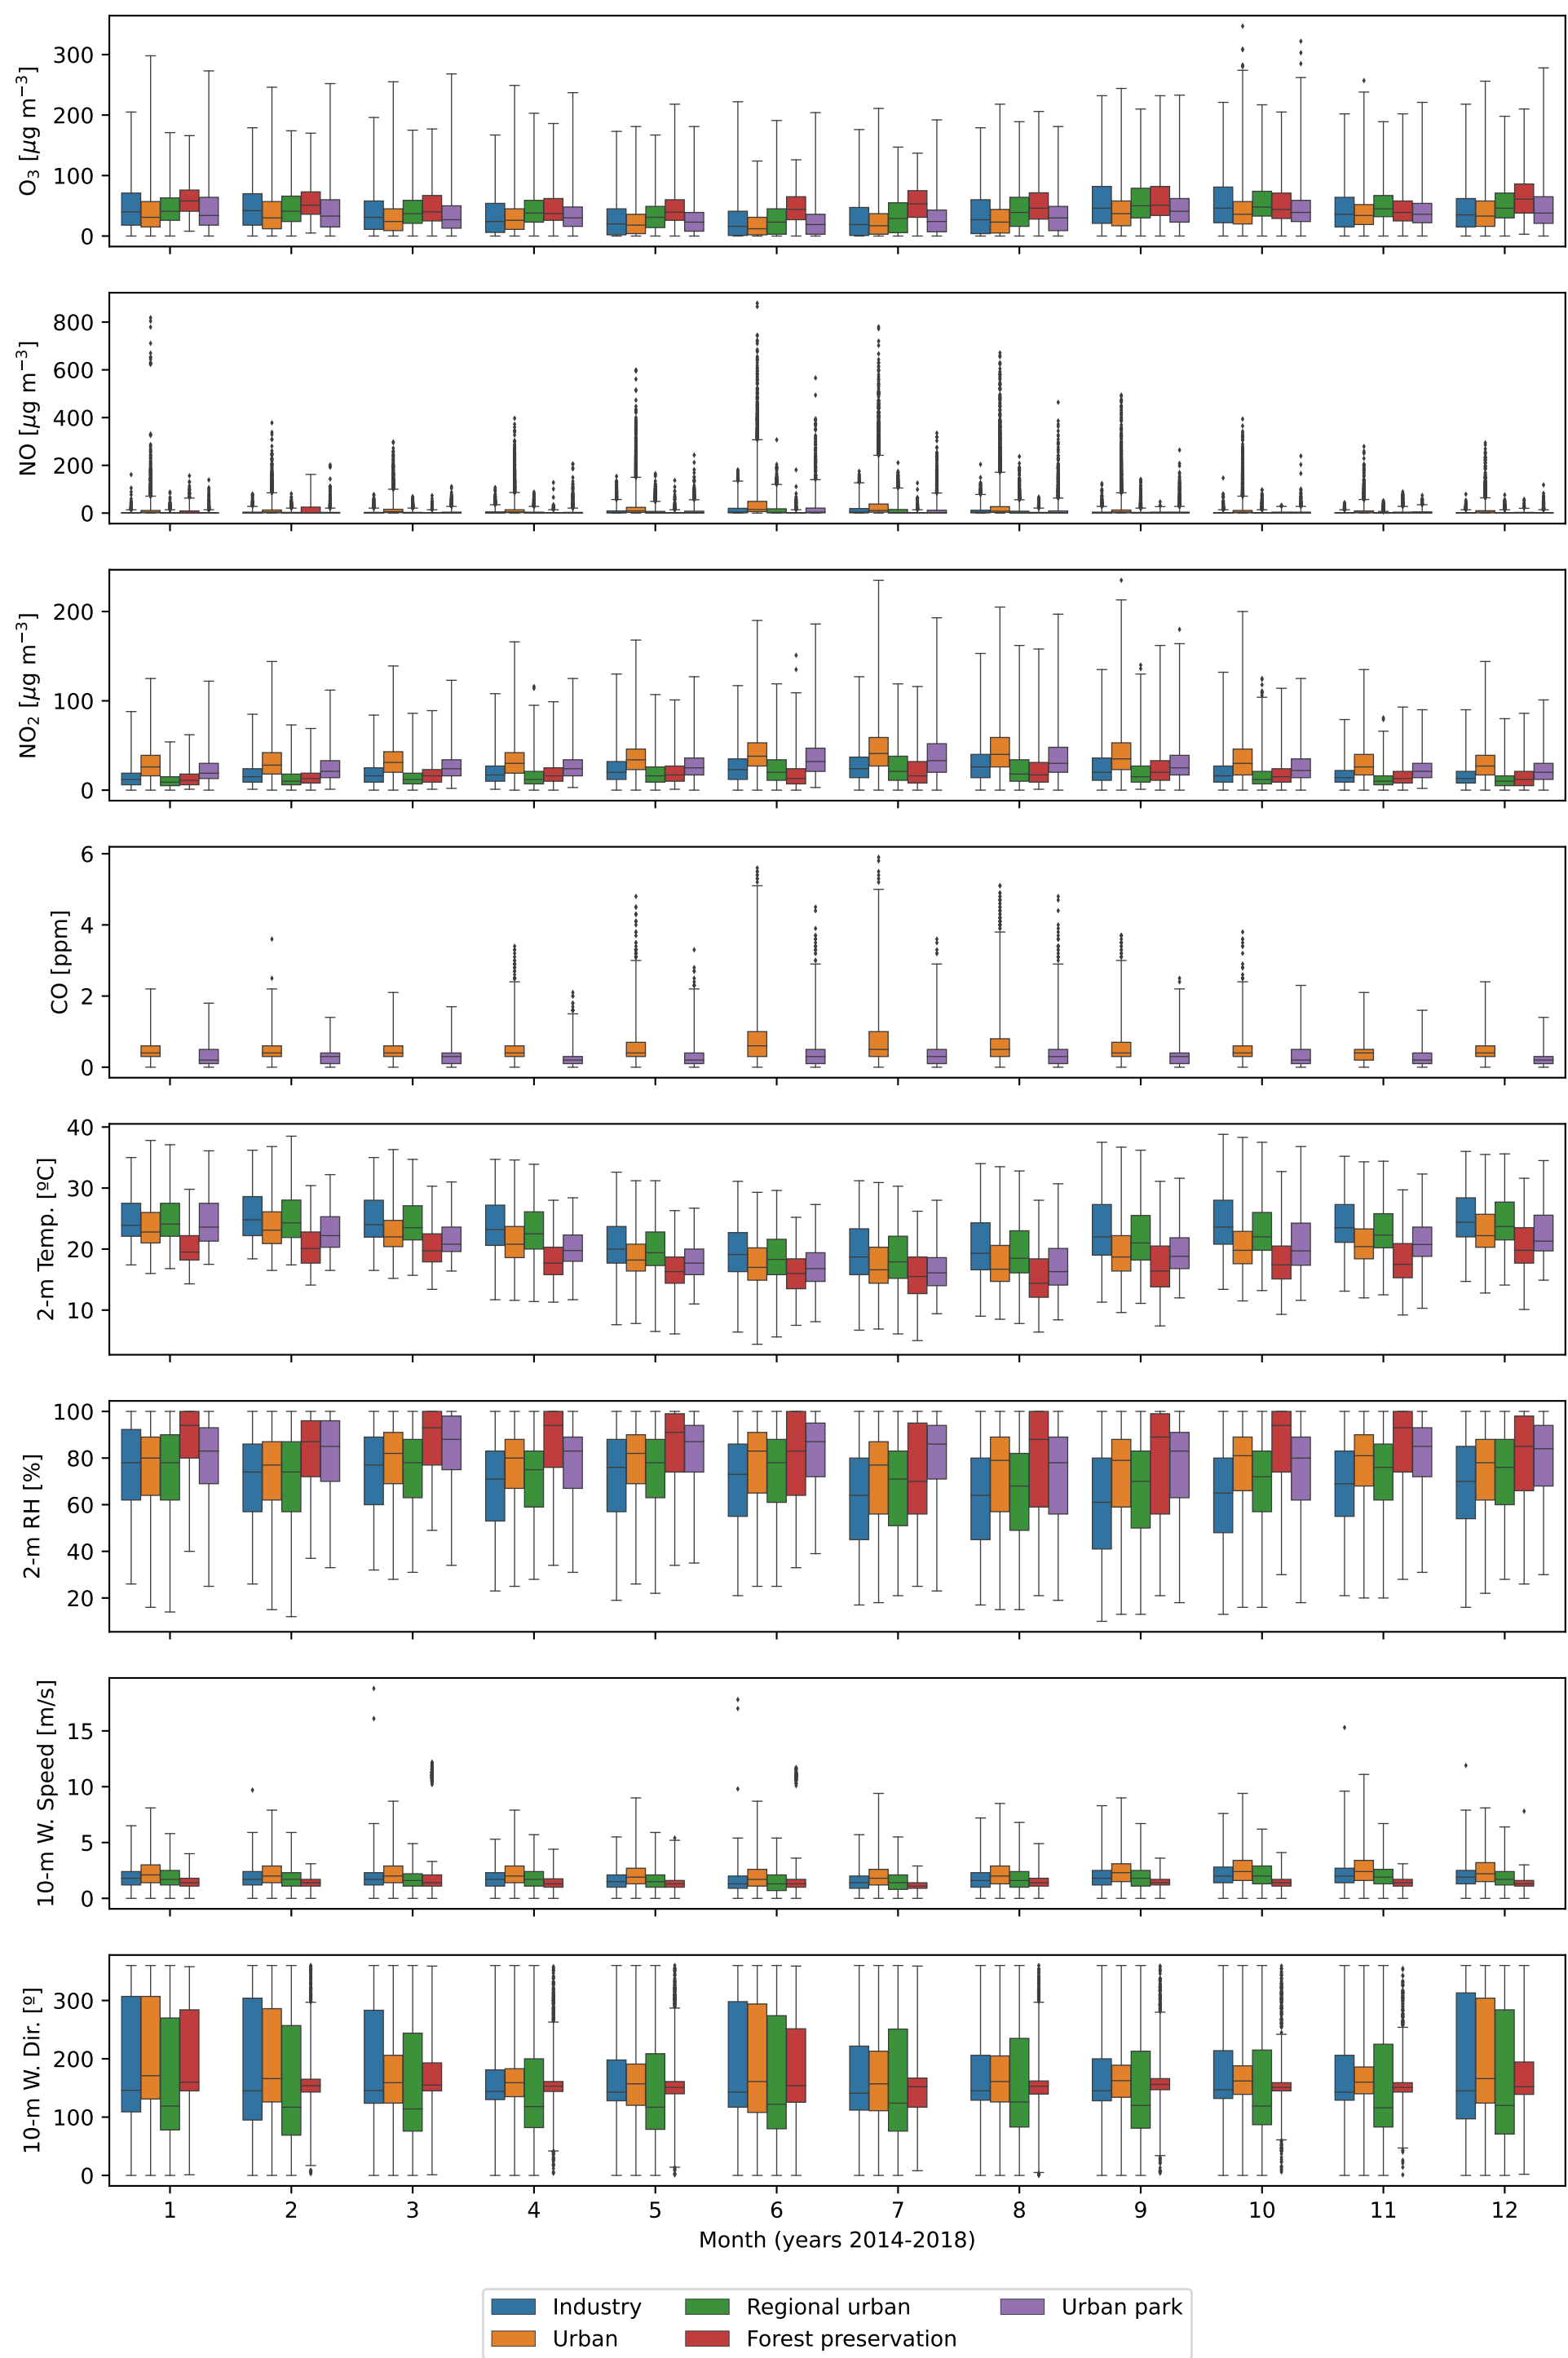 O₃ [μg m⁻³]
300
200
100
0
NO [μg m⁻³]
800
600
400
200
0
NO₂ [μg m⁻³]
200
100
0
CO [ppm]
6
4
2
0
2-m Temp. [ºC]
40
30
20
10
2-m RH [%]
100
80
60
40
20
10-m W. Speed [m/s]
15
10
5
0
10-m W. Dir. [º]
300
200
100
0
1 2 3 4 5 6 7 8 9 10 11 12
Month (years 2014-2018)
Industry Regional urban Urban park
Urban Forest preservation